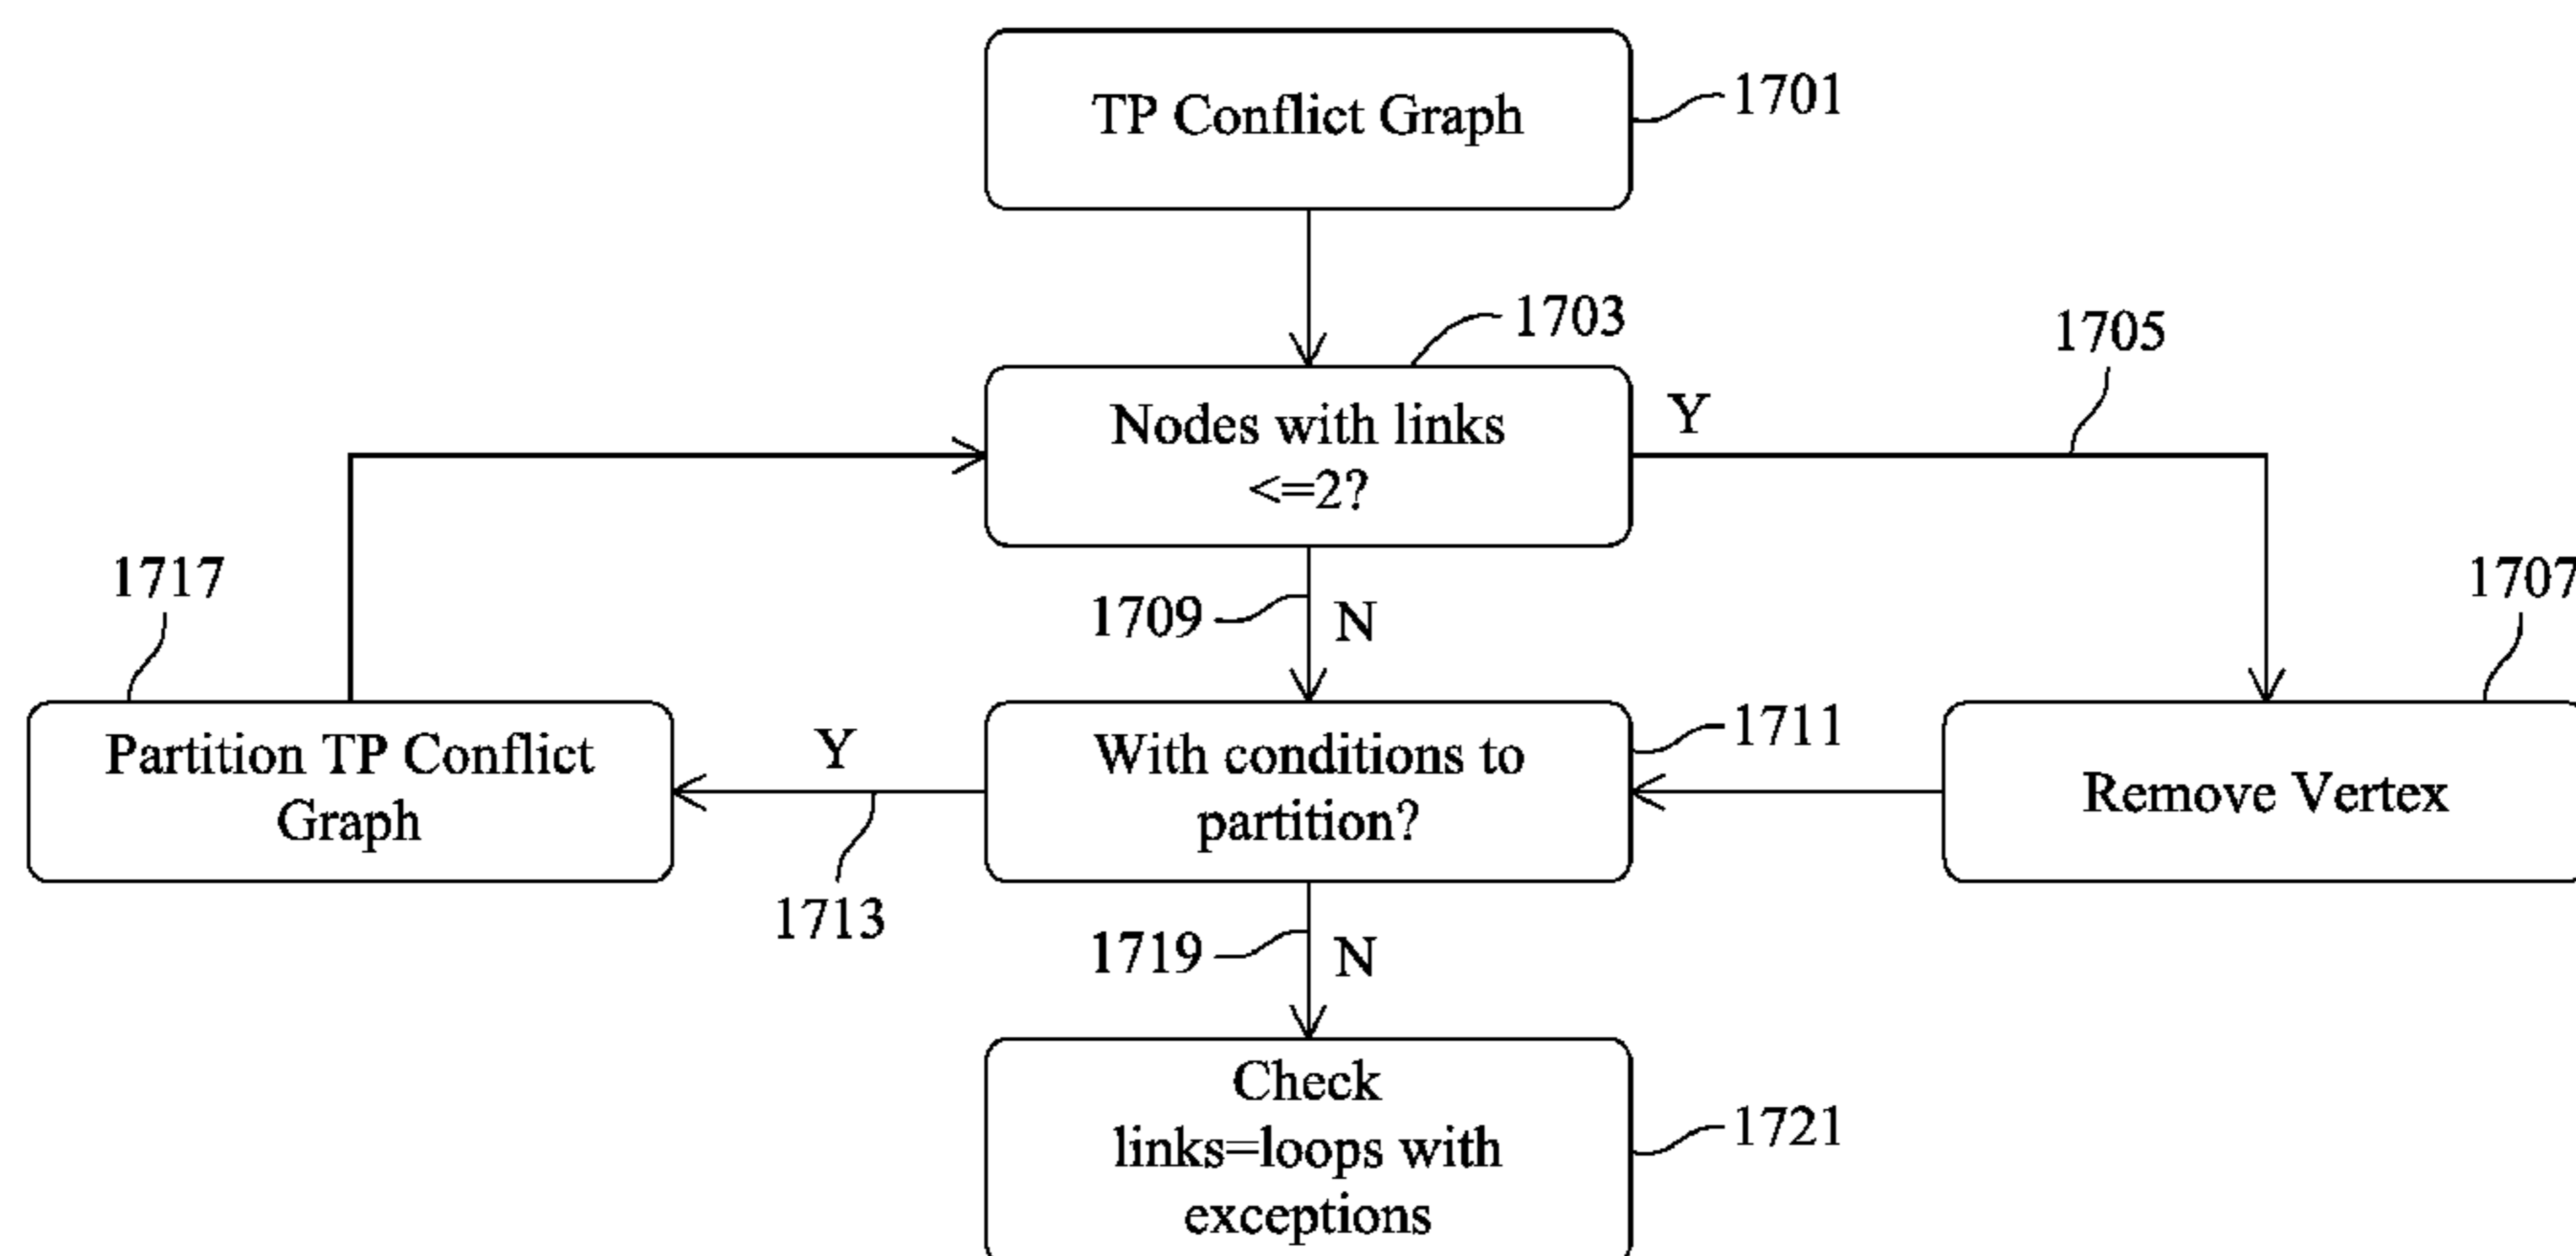 TP Conflict Graph
1701
1703
Nodes with links
<=2?
Y
1705
1709
N
1707
1717
Partition TP Conflict
Graph
Y
1713
With conditions to
partition?
1711
Remove Vertex
1719
N
Check
links=loops with
exceptions
1721